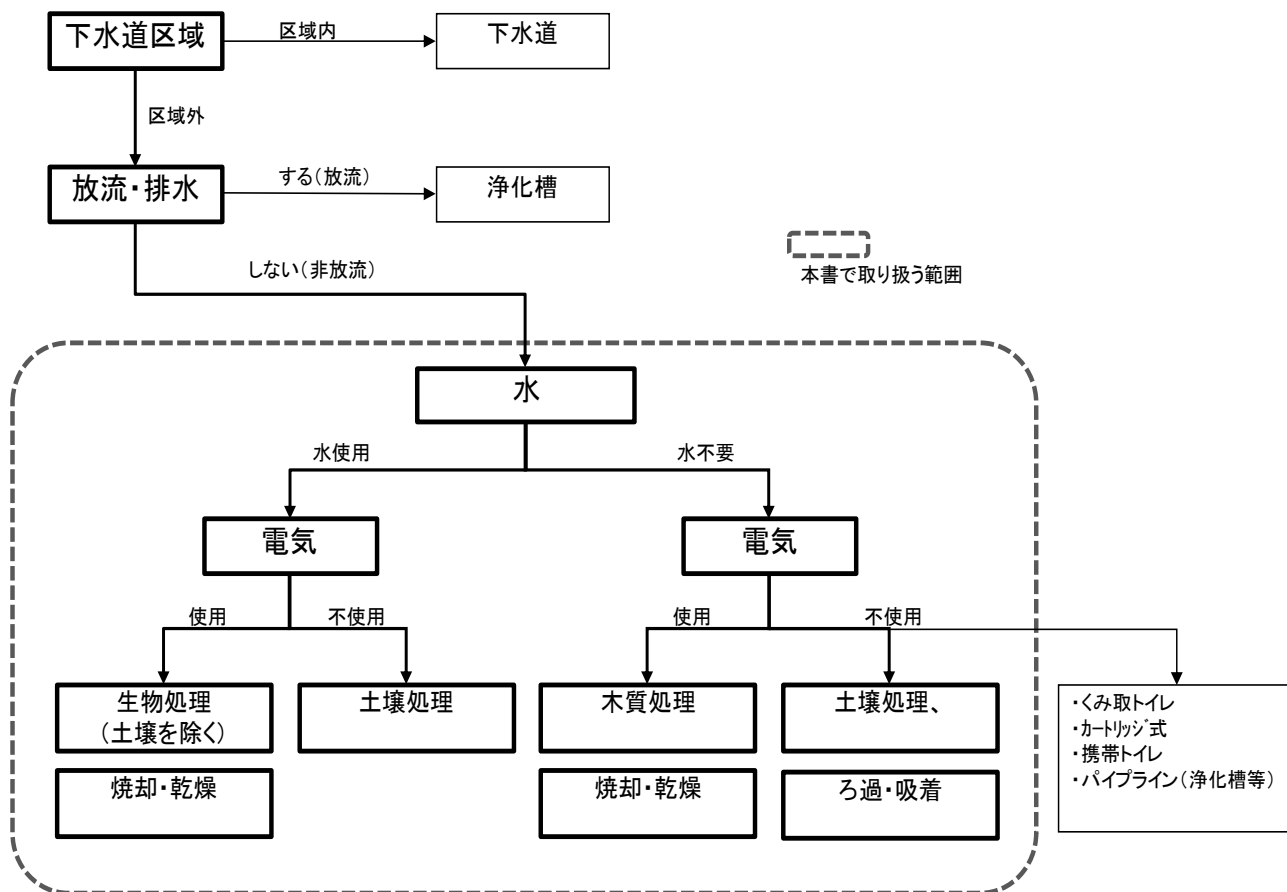 下水道区域
区域内
下水道
区域外
放流・排水
する(放流)
浄化槽
しない(非放流)
本書で取り扱う範囲
水
水使用
水不要
電気
電気
使用
不使用
使用
不使用
生物処理
(土壌を除く)
土壌処理
木質処理
土壌処理、
焼却・乾燥
焼却・乾燥
ろ過・吸着
・くみ取トイレ
・カートリッジ式
・携帯トイレ
・パイプライン(浄化槽等)